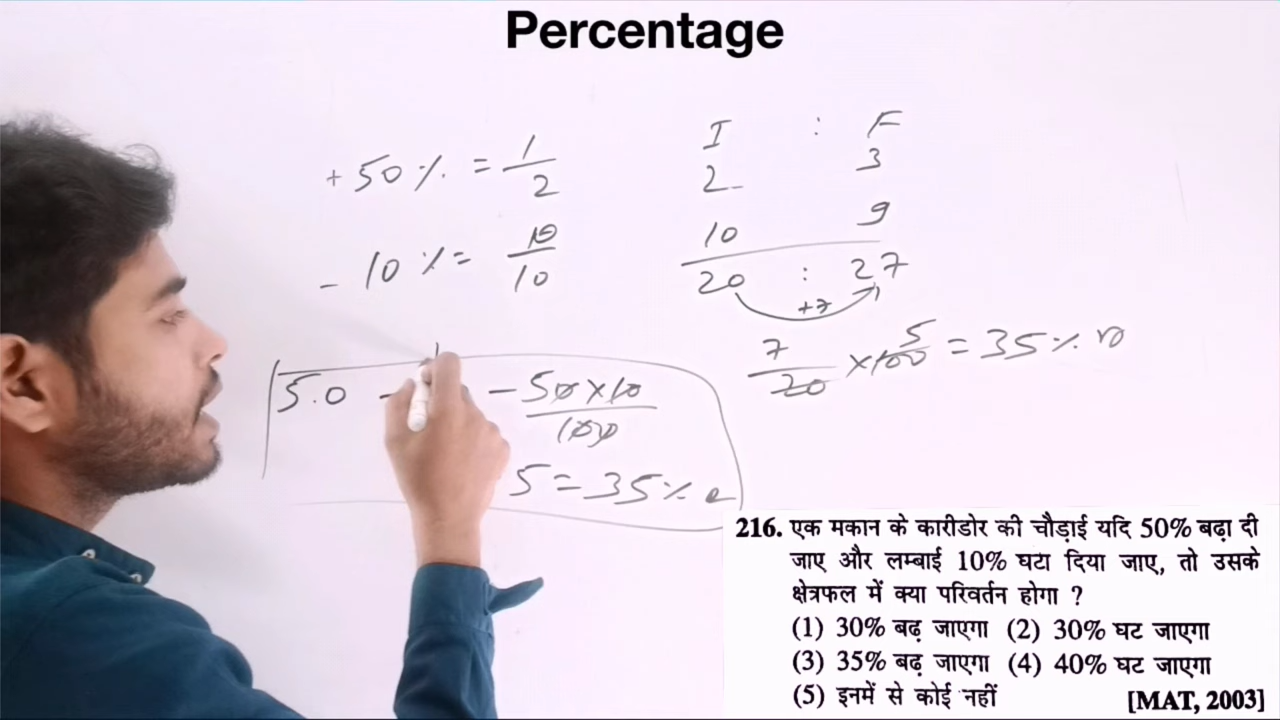 Percentage
+ 50 % = 1/2
- 10 % = 10/10
I : F
2 3
10 9
20 : 27
+7
7/20 × 100 5 = 35 %
5.0 - - 50 × 10/100
5 = 35 %
216. एक मकान के कारीडोर की चौड़ाई यदि 50% बढ़ा दी
जाए और लम्बाई 10% घटा दिया जाए, तो उसके
क्षेत्रफल में क्या परिवर्तन होगा ?
(1) 30% बढ़ जाएगा (2) 30% घट जाएगा
(3) 35% बढ़ जाएगा (4) 40% घट जाएगा
(5) इनमें से कोई नहीं [MAT, 2003]